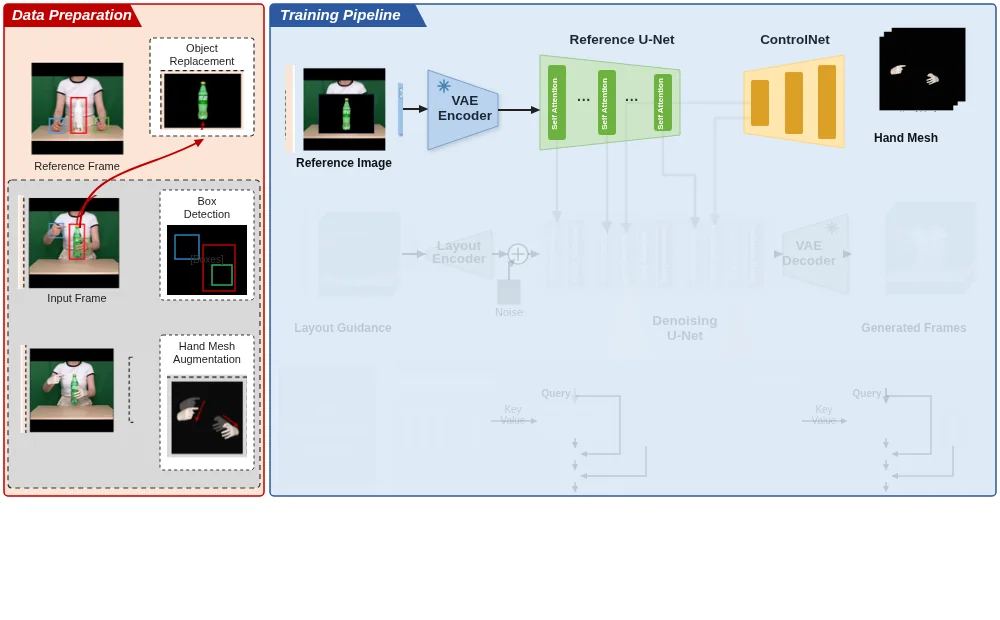 Data Preparation
Object
Replacement
Reference Frame
Box
Detection
[Boxes]
Input Frame
Hand Mesh
Augmentation
Training Pipeline
Reference U-Net
ControlNet
VAE
Encoder
Self Attention
...
Self Attention
...
Self Attention
Reference Image
Hand Mesh
Layout
Encoder
Noise
VAE
Decoder
Layout Guidance
Denoising
U-Net
Generated Frames
Query
Key
Value
Query
Key
Value